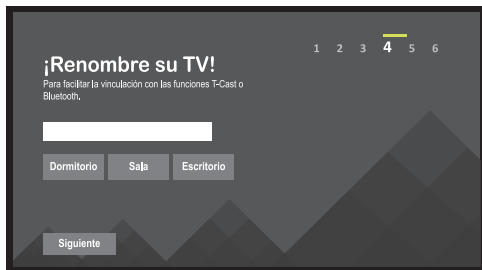 1 2 3 4 5 6
¡Renombre su TV!
Para facilitar la vinculación con las funciones T-Cast o
Bluetooth.
Dormitorio Sala Escritorio
Siguiente